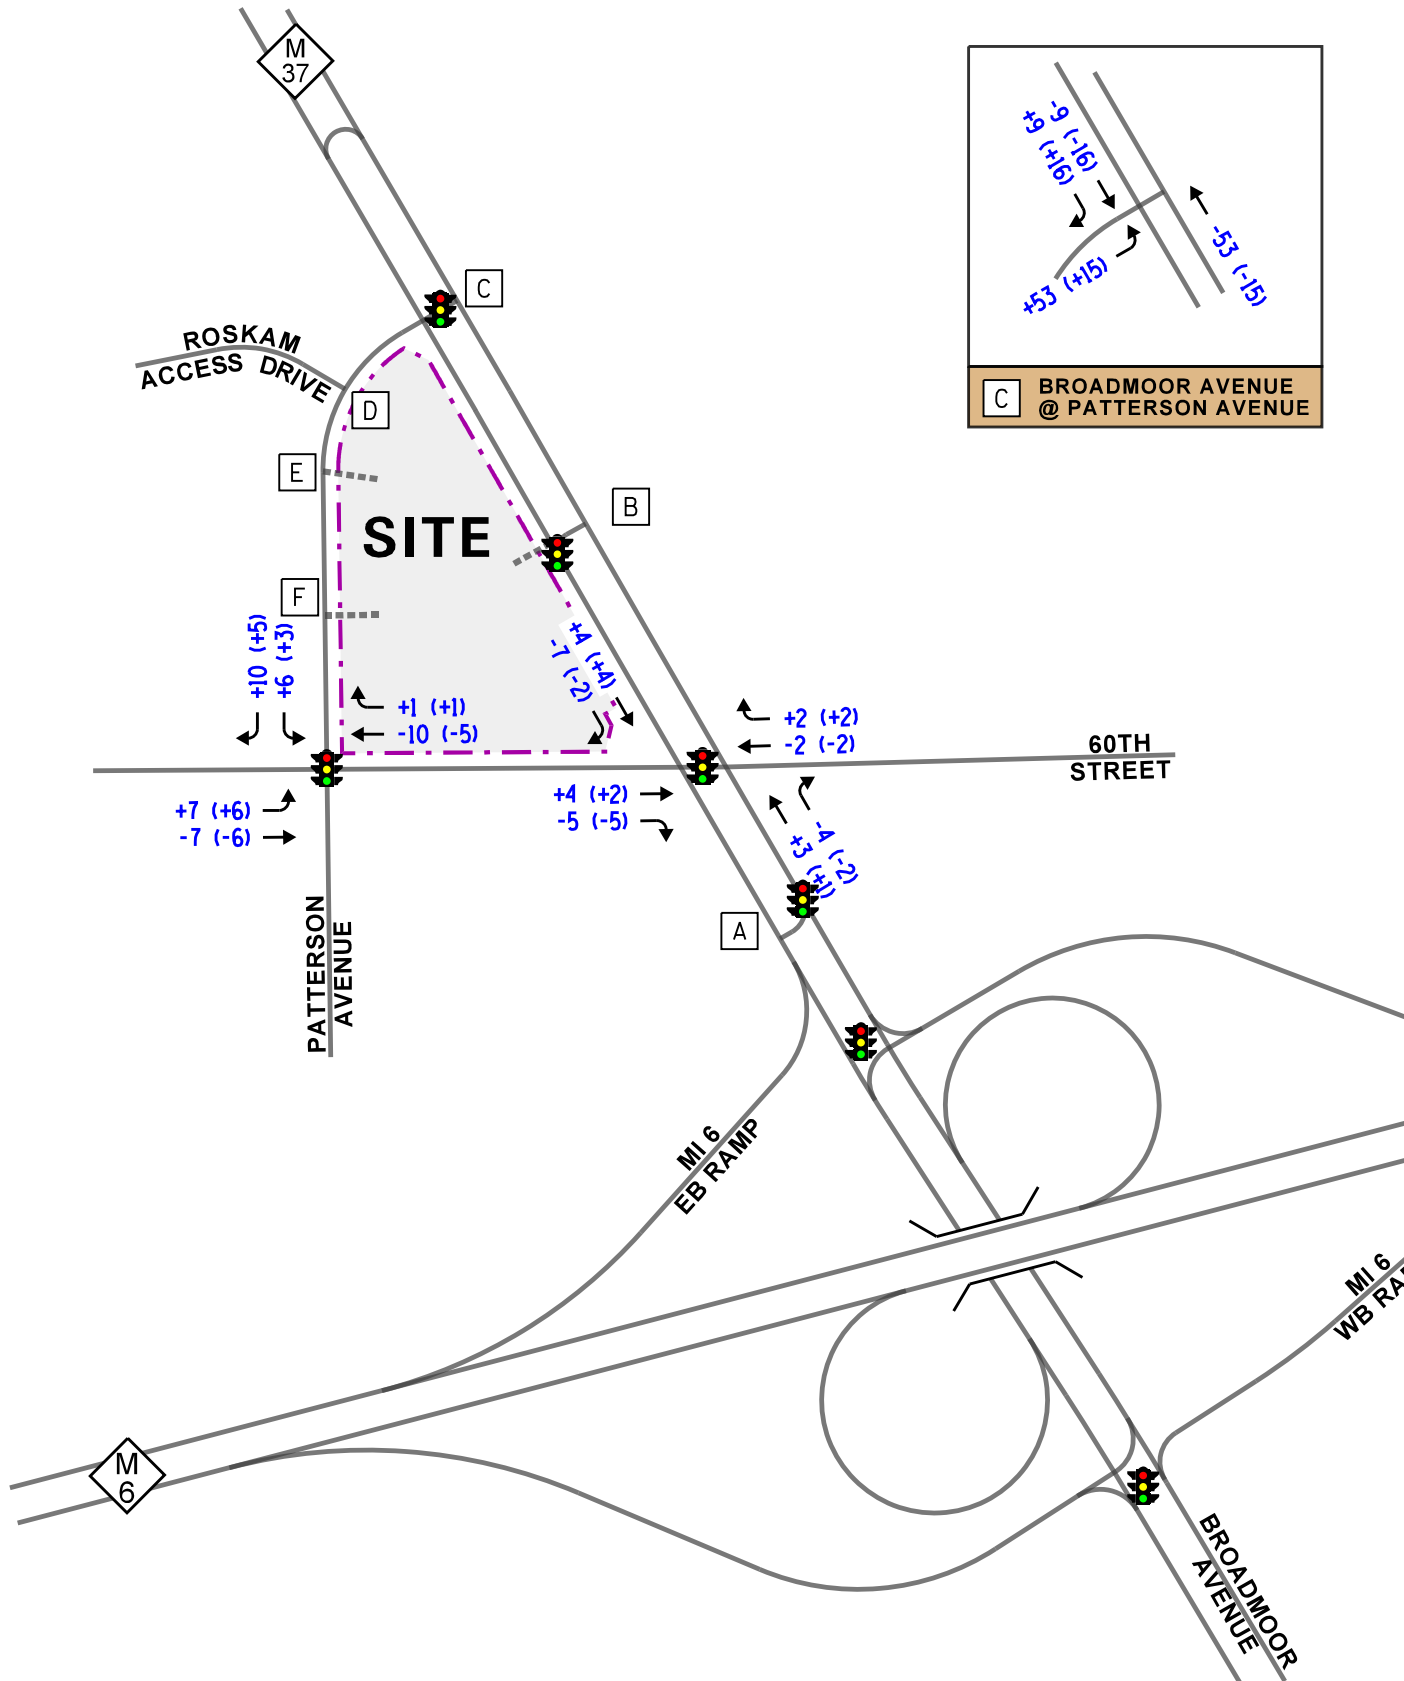 M
37
C
ROSKAM
ACCESS DRIVE
D
E
SITE
B
F
+10 (+5)
+6 (+3)
+1 (+1)
-10 (-5)
+4 (+4)
-7 (-2)
+2 (+2)
-2 (-2)
60TH
STREET
+7 (+6)
-7 (-6)
+4 (+2)
-5 (-5)
-4 (-2)
+3 (+1)
A
PATTERSON
AVENUE
MI 6
EB RAMP
MI 6
WB RA
M
6
BROADMOOR
AVENUE
-9 (-16)
+9 (+16)
-53 (-15)
+53 (+15)
C
BROADMOOR AVENUE
@ PATTERSON AVENUE